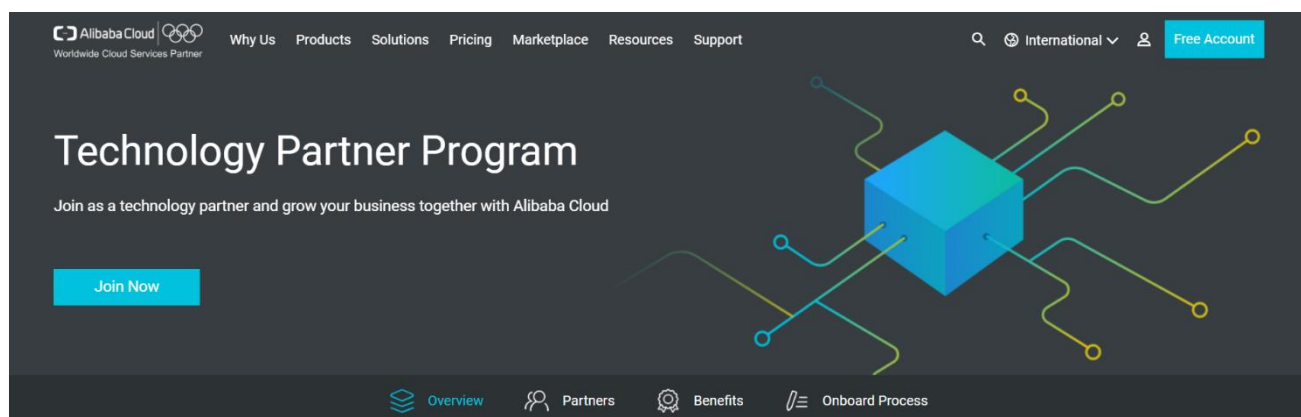 Alibaba Cloud
Worldwide Cloud Services Partner
Why Us Products Solutions Pricing Marketplace Resources Support
International
Free Account
Technology Partner Program
Join as a technology partner and grow your business together with Alibaba Cloud
Join Now
Overview Partners Benefits Onboard Process